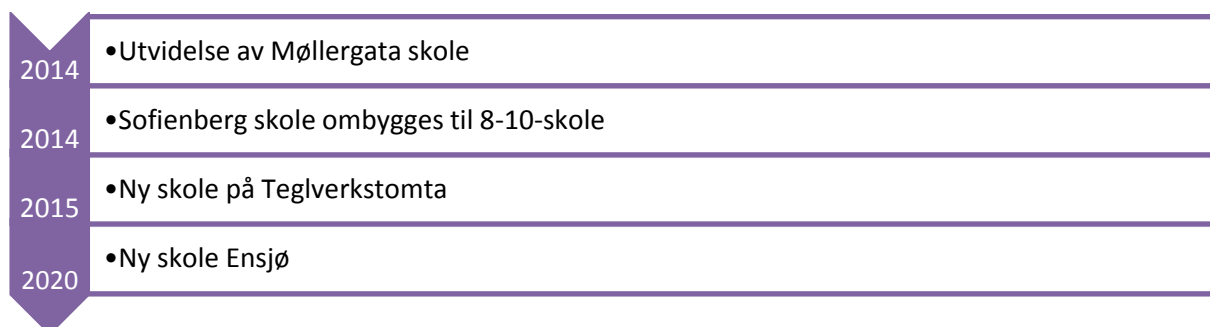 2014
•Utvidelse av Møllergata skole
2014
•Sofienberg skole ombygges til 8-10-skole
2015
•Ny skole på Teglverkstomta
2020
•Ny skole Ensjø